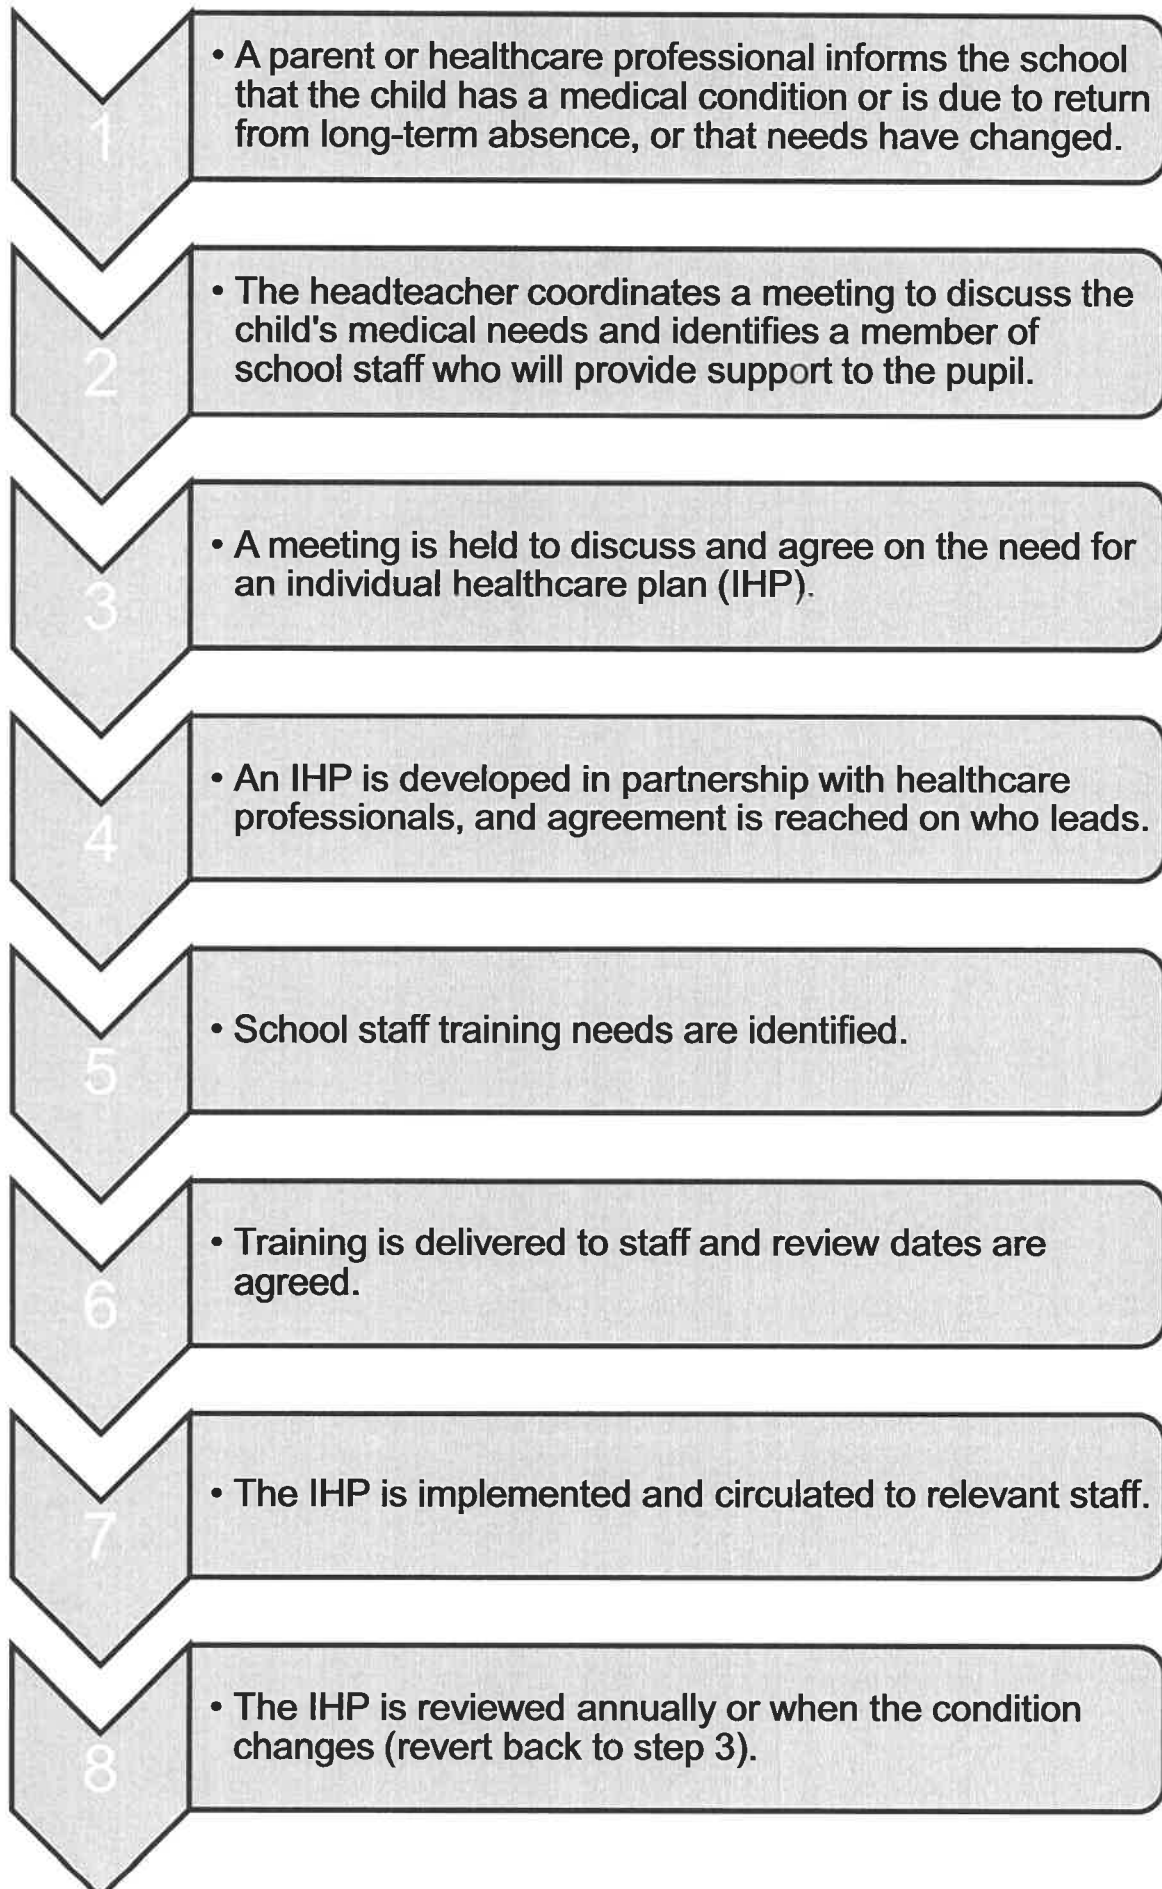 1
• A parent or healthcare professional informs the school
that the child has a medical condition or is due to return
from long-term absence, or that needs have changed.
2
• The headteacher coordinates a meeting to discuss the
child's medical needs and identifies a member of
school staff who will provide support to the pupil.
3
• A meeting is held to discuss and agree on the need for
an individual healthcare plan (IHP).
4
• An IHP is developed in partnership with healthcare
professionals, and agreement is reached on who leads.
5
• School staff training needs are identified.
6
• Training is delivered to staff and review dates are
agreed.
7
• The IHP is implemented and circulated to relevant staff.
8
• The IHP is reviewed annually or when the condition
changes (revert back to step 3).